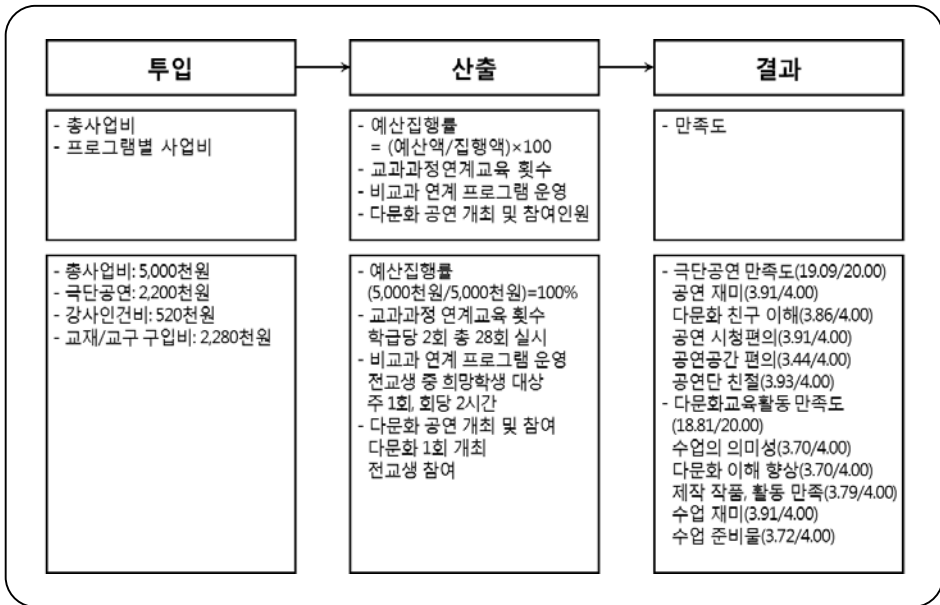 투입
산출
결과
- 총사업비
- 프로그램별 사업비
- 예산집행률
= (예산액/집행액)×100
- 교과과정연계교육 횟수
- 비교과 연계 프로그램 운영
- 다문화 공연 개최 및 참여인원
- 만족도
- 총사업비: 5,000천원
- 극단공연: 2,200천원
- 강사인건비: 520천원
- 교재/교구 구입비: 2,280천원
- 예산집행률
(5,000천원/5,000천원)=100%
- 교과과정 연계교육 횟수
학급당 2회 총 28회 실시
- 비교과 연계 프로그램 운영
전교생 중 희망학생 대상
주 1회, 회당 2시간
- 다문화 공연 개최 및 참여
다문화 1회 개최
전교생 참여
- 극단공연 만족도(19.09/20.00)
공연 재미(3.91/4.00)
다문화 친구 이해(3.86/4.00)
공연 시청편의(3.91/4.00)
공연공간 편의(3.44/4.00)
공연단 친절(3.93/4.00)
- 다문화교육활동 만족도
(18.81/20.00)
수업의 의미성(3.70/4.00)
다문화 이해 향상(3.70/4.00)
제작 작품, 활동 만족(3.79/4.00)
수업 재미(3.91/4.00)
수업 준비물(3.72/4.00)